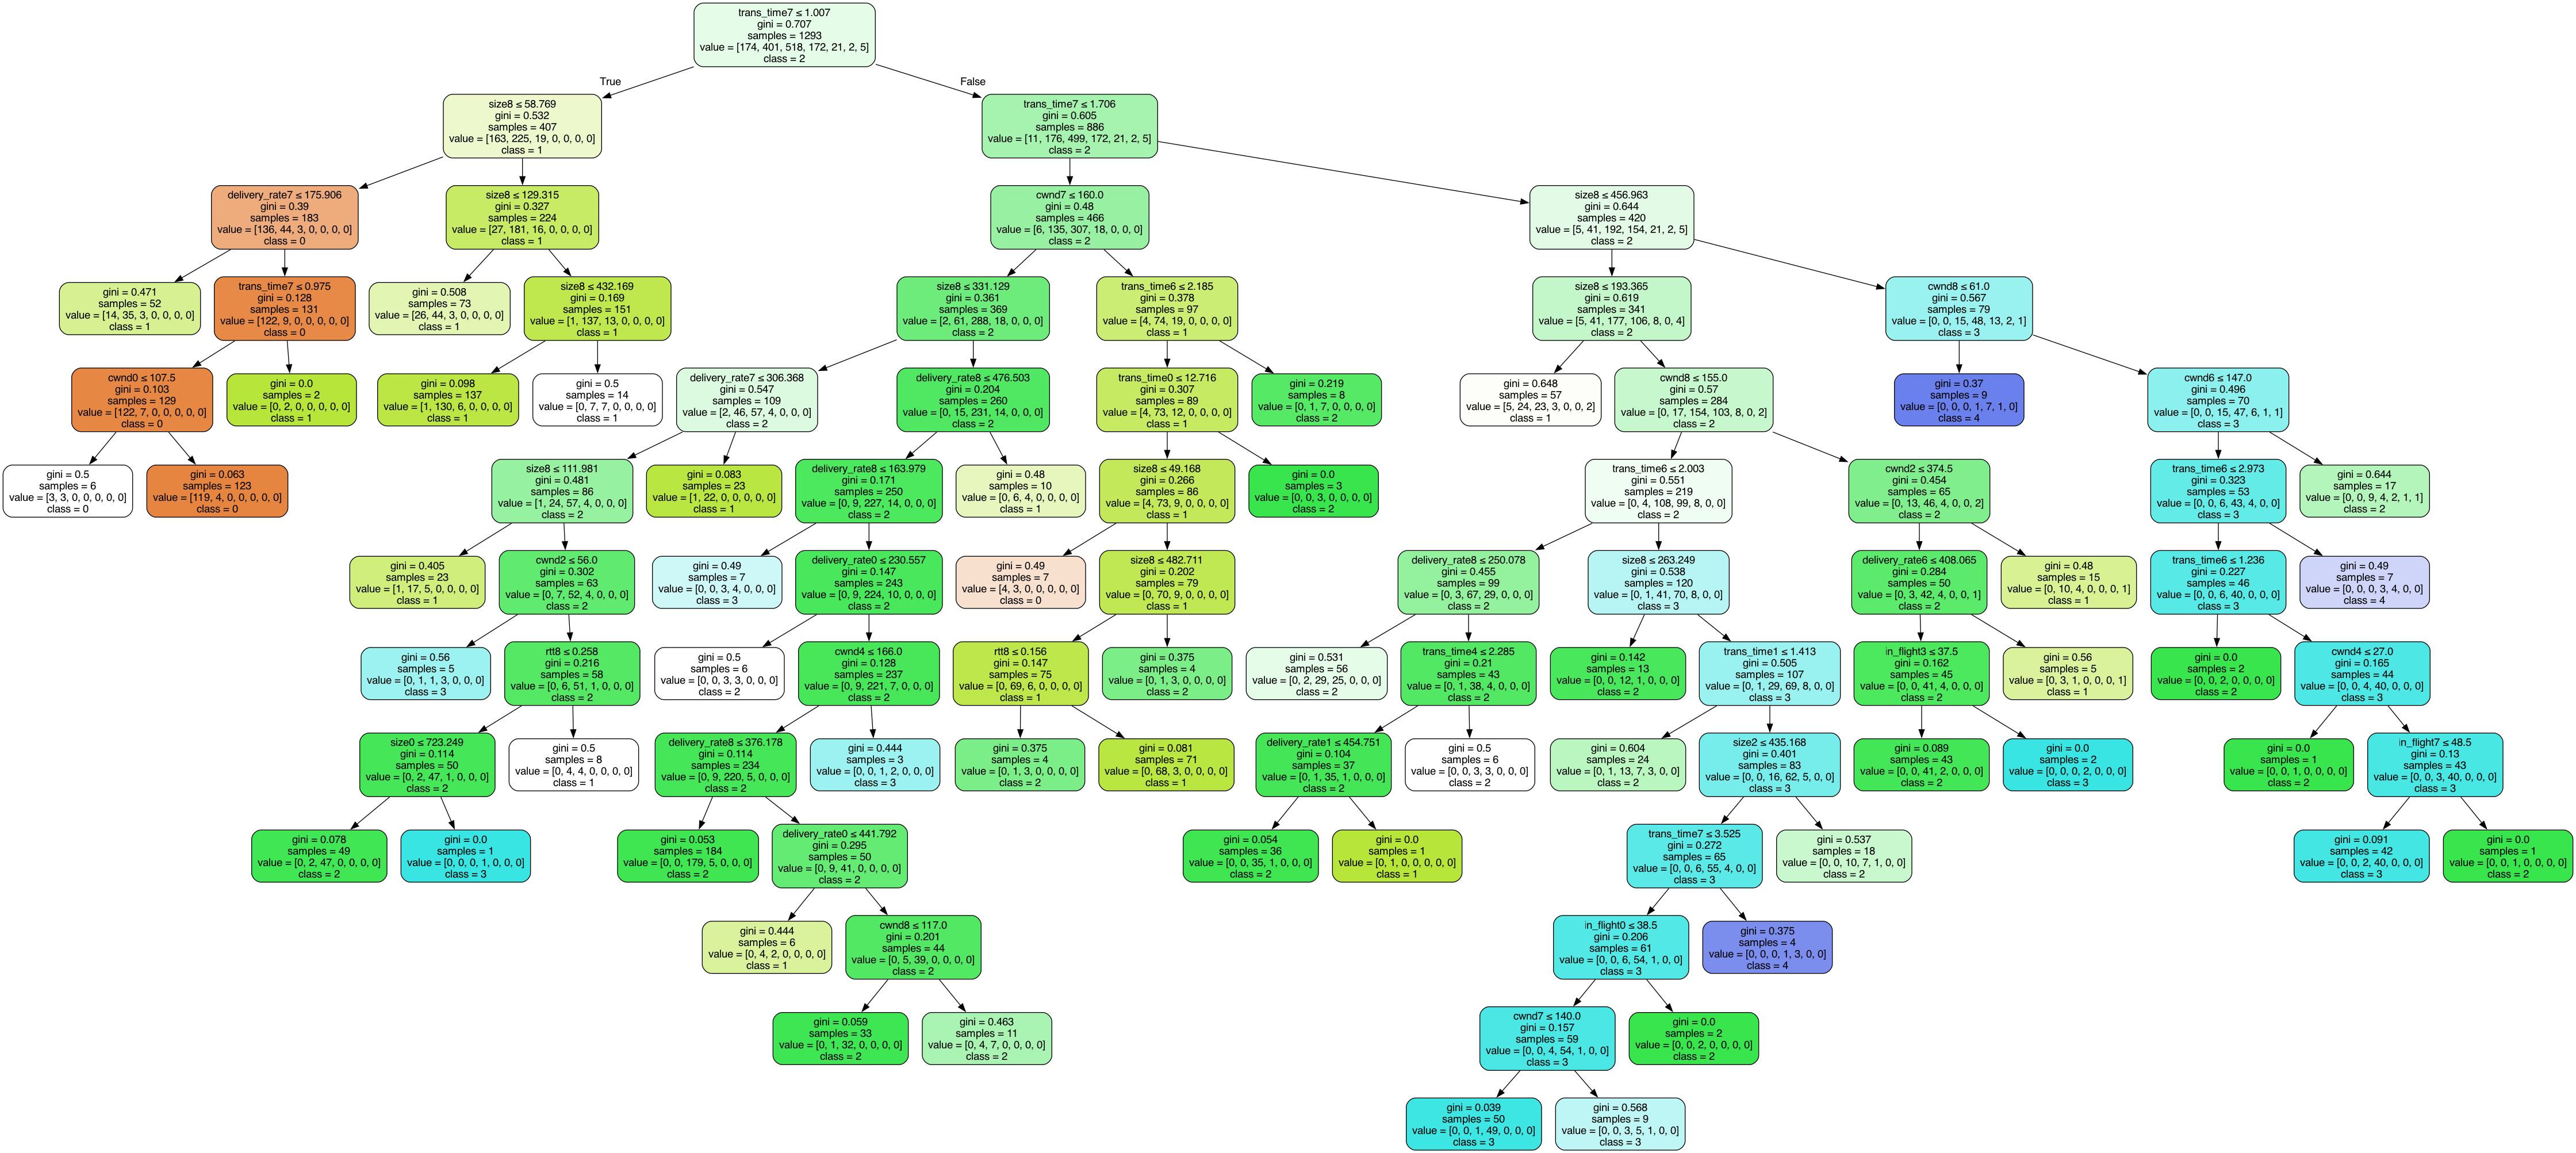 trans_time7 ≤ 1.007
gini = 0.707
samples = 1293
value = [174, 401, 518, 172, 21, 2, 5]
class = 2
True
False
size8 ≤ 58.769
gini = 0.532
samples = 407
value = [163, 225, 19, 0, 0, 0, 0]
class = 1
trans_time7 ≤ 1.706
gini = 0.605
samples = 886
value = [11, 176, 499, 172, 21, 2, 5]
class = 2
delivery_rate7 ≤ 175.906
gini = 0.39
samples = 183
value = [136, 44, 3, 0, 0, 0, 0]
class = 0
size8 ≤ 129.315
gini = 0.327
samples = 224
value = [27, 181, 16, 0, 0, 0, 0]
class = 1
cwnd7 ≤ 160.0
gini = 0.48
samples = 466
value = [6, 135, 307, 18, 0, 0, 0]
class = 2
size8 ≤ 456.963
gini = 0.644
samples = 420
value = [5, 41, 192, 154, 21, 2, 5]
class = 2
gini = 0.471
samples = 52
value = [14, 35, 3, 0, 0, 0, 0]
class = 1
trans_time7 ≤ 0.975
gini = 0.128
samples = 131
value = [122, 9, 0, 0, 0, 0, 0]
class = 0
gini = 0.508
samples = 73
value = [26, 44, 3, 0, 0, 0, 0]
class = 1
size8 ≤ 432.169
gini = 0.169
samples = 151
value = [1, 137, 13, 0, 0, 0, 0]
class = 1
size8 ≤ 331.129
gini = 0.361
samples = 369
value = [2, 61, 288, 18, 0, 0, 0]
class = 2
trans_time6 ≤ 2.185
gini = 0.378
samples = 97
value = [4, 74, 19, 0, 0, 0, 0]
class = 1
size8 ≤ 193.365
gini = 0.619
samples = 341
value = [5, 41, 177, 106, 8, 0, 4]
class = 2
cwnd8 ≤ 61.0
gini = 0.567
samples = 79
value = [0, 0, 15, 48, 13, 2, 1]
class = 3
cwnd0 ≤ 107.5
gini = 0.103
samples = 129
value = [122, 7, 0, 0, 0, 0, 0]
class = 0
gini = 0.0
samples = 2
value = [0, 2, 0, 0, 0, 0, 0]
class = 1
gini = 0.098
samples = 137
value = [1, 130, 6, 0, 0, 0, 0]
class = 1
gini = 0.5
samples = 14
value = [0, 7, 7, 0, 0, 0, 0]
class = 1
delivery_rate7 ≤ 306.368
gini = 0.547
samples = 109
value = [2, 46, 57, 4, 0, 0, 0]
class = 2
delivery_rate8 ≤ 476.503
gini = 0.204
samples = 260
value = [0, 15, 231, 14, 0, 0, 0]
class = 2
trans_time0 ≤ 12.716
gini = 0.307
samples = 89
value = [4, 73, 12, 0, 0, 0, 0]
class = 1
gini = 0.219
samples = 8
value = [0, 1, 7, 0, 0, 0, 0]
class = 2
gini = 0.648
samples = 57
value = [5, 24, 23, 3, 0, 0, 2]
class = 1
cwnd8 ≤ 155.0
gini = 0.57
samples = 284
value = [0, 17, 154, 103, 8, 0, 2]
class = 2
gini = 0.37
samples = 9
value = [0, 0, 0, 1, 7, 1, 0]
class = 4
cwnd6 ≤ 147.0
gini = 0.496
samples = 70
value = [0, 0, 15, 47, 6, 1, 1]
class = 3
gini = 0.5
samples = 6
value = [3, 3, 0, 0, 0, 0, 0]
class = 0
gini = 0.063
samples = 123
value = [119, 4, 0, 0, 0, 0, 0]
class = 0
size8 ≤ 111.981
gini = 0.481
samples = 86
value = [1, 24, 57, 4, 0, 0, 0]
class = 2
gini = 0.083
samples = 23
value = [1, 22, 0, 0, 0, 0, 0]
class = 1
delivery_rate8 ≤ 163.979
gini = 0.171
samples = 250
value = [0, 9, 227, 14, 0, 0, 0]
class = 2
gini = 0.48
samples = 10
value = [0, 6, 4, 0, 0, 0, 0]
class = 1
size8 ≤ 49.168
gini = 0.266
samples = 86
value = [4, 73, 9, 0, 0, 0, 0]
class = 1
gini = 0.0
samples = 3
value = [0, 0, 3, 0, 0, 0, 0]
class = 2
trans_time6 ≤ 2.003
gini = 0.551
samples = 219
value = [0, 4, 108, 99, 8, 0, 0]
class = 2
cwnd2 ≤ 374.5
gini = 0.454
samples = 65
value = [0, 13, 46, 4, 0, 0, 2]
class = 2
trans_time6 ≤ 2.973
gini = 0.323
samples = 53
value = [0, 0, 6, 43, 4, 0, 0]
class = 3
gini = 0.644
samples = 17
value = [0, 0, 9, 4, 2, 1, 1]
class = 2
gini = 0.405
samples = 23
value = [1, 17, 5, 0, 0, 0, 0]
class = 1
cwnd2 ≤ 56.0
gini = 0.302
samples = 63
value = [0, 7, 52, 4, 0, 0, 0]
class = 2
gini = 0.49
samples = 7
value = [0, 0, 3, 4, 0, 0, 0]
class = 3
delivery_rate0 ≤ 230.557
gini = 0.147
samples = 243
value = [0, 9, 224, 10, 0, 0, 0]
class = 2
gini = 0.49
samples = 7
value = [4, 3, 0, 0, 0, 0, 0]
class = 0
size8 ≤ 482.711
gini = 0.202
samples = 79
value = [0, 70, 9, 0, 0, 0, 0]
class = 1
delivery_rate8 ≤ 250.078
gini = 0.455
samples = 99
value = [0, 3, 67, 29, 0, 0, 0]
class = 2
size8 ≤ 263.249
gini = 0.538
samples = 120
value = [0, 1, 41, 70, 8, 0, 0]
class = 3
delivery_rate6 ≤ 408.065
gini = 0.284
samples = 50
value = [0, 3, 42, 4, 0, 0, 1]
class = 2
gini = 0.48
samples = 15
value = [0, 10, 4, 0, 0, 0, 1]
class = 1
trans_time6 ≤ 1.236
gini = 0.227
samples = 46
value = [0, 0, 6, 40, 0, 0, 0]
class = 3
gini = 0.49
samples = 7
value = [0, 0, 0, 3, 4, 0, 0]
class = 4
gini = 0.56
samples = 5
value = [0, 1, 1, 3, 0, 0, 0]
class = 3
rtt8 ≤ 0.258
gini = 0.216
samples = 58
value = [0, 6, 51, 1, 0, 0, 0]
class = 2
gini = 0.5
samples = 6
value = [0, 0, 3, 3, 0, 0, 0]
class = 2
cwnd4 ≤ 166.0
gini = 0.128
samples = 237
value = [0, 9, 221, 7, 0, 0, 0]
class = 2
rtt8 ≤ 0.156
gini = 0.147
samples = 75
value = [0, 69, 6, 0, 0, 0, 0]
class = 1
gini = 0.375
samples = 4
value = [0, 1, 3, 0, 0, 0, 0]
class = 2
gini = 0.531
samples = 56
value = [0, 2, 29, 25, 0, 0, 0]
class = 2
trans_time4 ≤ 2.285
gini = 0.21
samples = 43
value = [0, 1, 38, 4, 0, 0, 0]
class = 2
gini = 0.142
samples = 13
value = [0, 0, 12, 1, 0, 0, 0]
class = 2
trans_time1 ≤ 1.413
gini = 0.505
samples = 107
value = [0, 1, 29, 69, 8, 0, 0]
class = 3
in_flight3 ≤ 37.5
gini = 0.162
samples = 45
value = [0, 0, 41, 4, 0, 0, 0]
class = 2
gini = 0.56
samples = 5
value = [0, 3, 1, 0, 0, 0, 1]
class = 1
gini = 0.0
samples = 2
value = [0, 0, 2, 0, 0, 0, 0]
class = 2
cwnd4 ≤ 27.0
gini = 0.165
samples = 44
value = [0, 0, 4, 40, 0, 0, 0]
class = 3
size0 ≤ 723.249
gini = 0.114
samples = 50
value = [0, 2, 47, 1, 0, 0, 0]
class = 2
gini = 0.5
samples = 8
value = [0, 4, 4, 0, 0, 0, 0]
class = 1
delivery_rate8 ≤ 376.178
gini = 0.114
samples = 234
value = [0, 9, 220, 5, 0, 0, 0]
class = 2
gini = 0.444
samples = 3
value = [0, 0, 1, 2, 0, 0, 0]
class = 3
gini = 0.375
samples = 4
value = [0, 1, 3, 0, 0, 0, 0]
class = 2
gini = 0.081
samples = 71
value = [0, 68, 3, 0, 0, 0, 0]
class = 1
delivery_rate1 ≤ 454.751
gini = 0.104
samples = 37
value = [0, 1, 35, 1, 0, 0, 0]
class = 2
gini = 0.5
samples = 6
value = [0, 0, 3, 3, 0, 0, 0]
class = 2
gini = 0.604
samples = 24
value = [0, 1, 13, 7, 3, 0, 0]
class = 2
size2 ≤ 435.168
gini = 0.401
samples = 83
value = [0, 0, 16, 62, 5, 0, 0]
class = 3
gini = 0.089
samples = 43
value = [0, 0, 41, 2, 0, 0, 0]
class = 2
gini = 0.0
samples = 2
value = [0, 0, 0, 2, 0, 0, 0]
class = 3
gini = 0.0
samples = 1
value = [0, 0, 1, 0, 0, 0, 0]
class = 2
in_flight7 ≤ 48.5
gini = 0.13
samples = 43
value = [0, 0, 3, 40, 0, 0, 0]
class = 3
gini = 0.078
samples = 49
value = [0, 2, 47, 0, 0, 0, 0]
class = 2
gini = 0.0
samples = 1
value = [0, 0, 0, 1, 0, 0, 0]
class = 3
gini = 0.053
samples = 184
value = [0, 0, 179, 5, 0, 0, 0]
class = 2
delivery_rate0 ≤ 441.792
gini = 0.295
samples = 50
value = [0, 9, 41, 0, 0, 0, 0]
class = 2
gini = 0.054
samples = 36
value = [0, 0, 35, 1, 0, 0, 0]
class = 2
gini = 0.0
samples = 1
value = [0, 1, 0, 0, 0, 0, 0]
class = 1
trans_time7 ≤ 3.525
gini = 0.272
samples = 65
value = [0, 0, 6, 55, 4, 0, 0]
class = 3
gini = 0.537
samples = 18
value = [0, 0, 10, 7, 1, 0, 0]
class = 2
gini = 0.091
samples = 42
value = [0, 0, 2, 40, 0, 0, 0]
class = 3
gini = 0.0
samples = 1
value = [0, 0, 1, 0, 0, 0, 0]
class = 2
gini = 0.444
samples = 6
value = [0, 4, 2, 0, 0, 0, 0]
class = 1
cwnd8 ≤ 117.0
gini = 0.201
samples = 44
value = [0, 5, 39, 0, 0, 0, 0]
class = 2
in_flight0 ≤ 38.5
gini = 0.206
samples = 61
value = [0, 0, 6, 54, 1, 0, 0]
class = 3
gini = 0.375
samples = 4
value = [0, 0, 0, 1, 3, 0, 0]
class = 4
gini = 0.059
samples = 33
value = [0, 1, 32, 0, 0, 0, 0]
class = 2
gini = 0.463
samples = 11
value = [0, 4, 7, 0, 0, 0, 0]
class = 2
cwnd7 ≤ 140.0
gini = 0.157
samples = 59
value = [0, 0, 4, 54, 1, 0, 0]
class = 3
gini = 0.0
samples = 2
value = [0, 0, 2, 0, 0, 0, 0]
class = 2
gini = 0.039
samples = 50
value = [0, 0, 1, 49, 0, 0, 0]
class = 3
gini = 0.568
samples = 9
value = [0, 0, 3, 5, 1, 0, 0]
class = 3